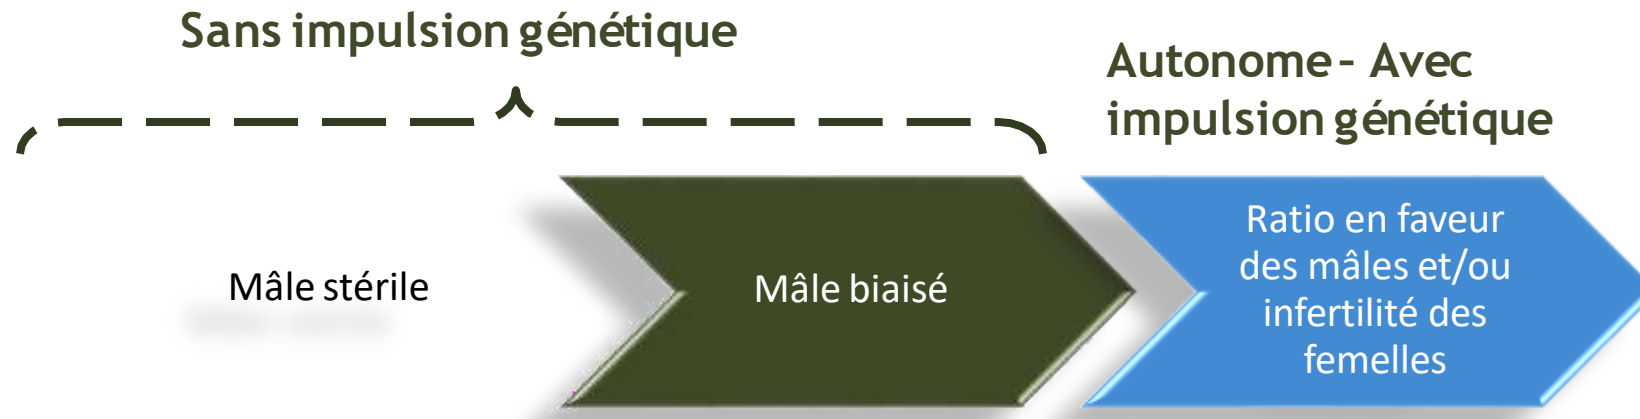 Sans impulsion génétique
Autonome - Avec
impulsion génétique
Mâle stérile
Mâle biaisé
Ratio en faveur
des mâles et/ou
infertilité des
femelles